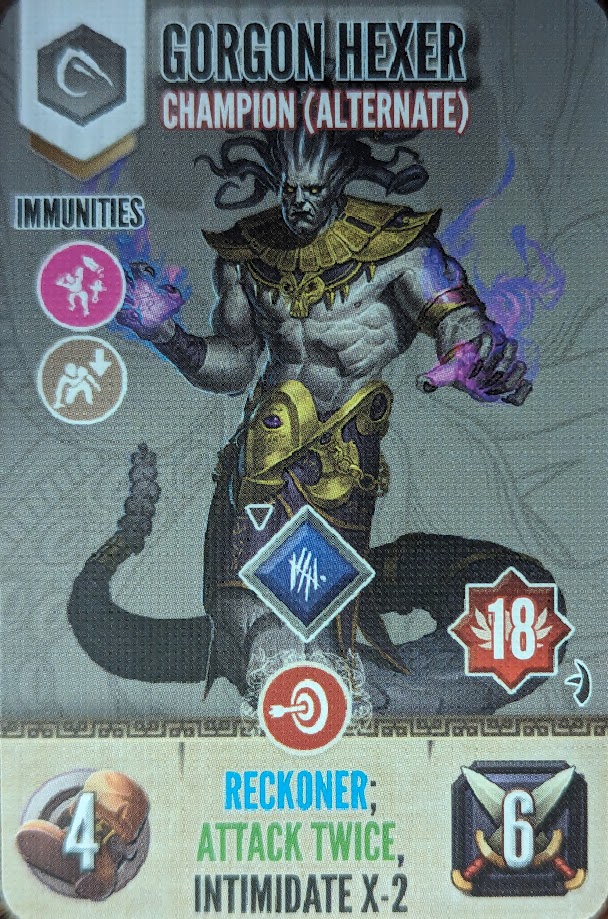 GORGON HEXER
CHAMPION (ALTERNATE)
IMMUNITIES
18
4
RECKONER;
ATTACK TWICE,
INTIMIDATE X-2
6